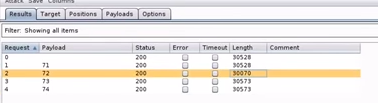 Attack Save Columns
Results Target Positions Payloads Options
Filter: Showing all items
Request Payload Status Error Timeout Length Comment
0 200 30528
1 71 200 30528
2 72 200 30070
3 73 200 30573
4 74 200 30573